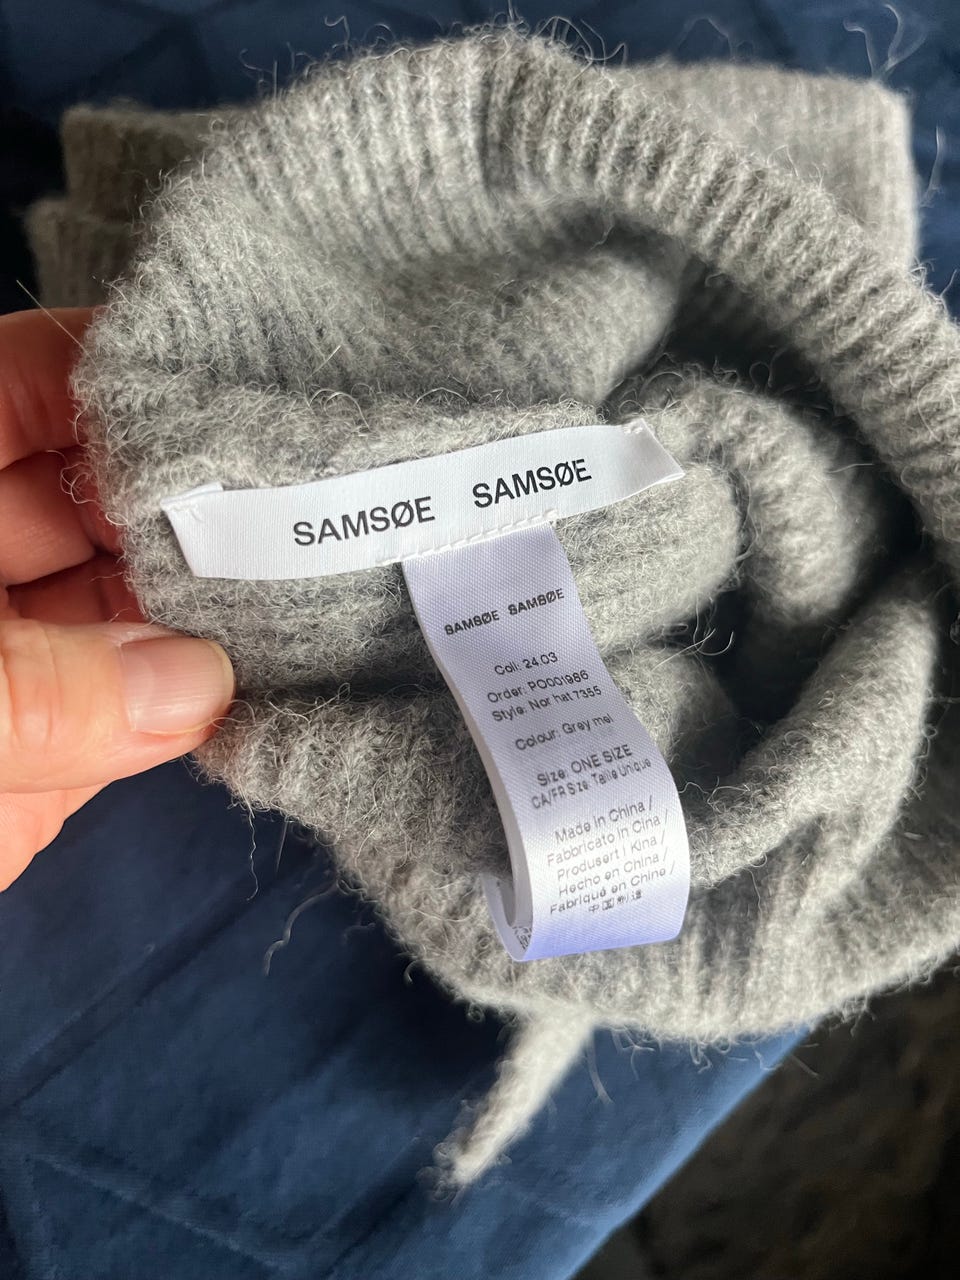 SAMSØE SAMSØE
SAMSØE SAMSØE
Coll: 24.03
Order: PO001986
Style: Nor hat 7355
Colour: Grey mel
Size: ONE SIZE
CA/FR Size: Taille Unique
Made in China /
Fabbricato in Cina /
Produsert i Kina /
Hecho en China /
Fabriqué en Chine /
中国制造